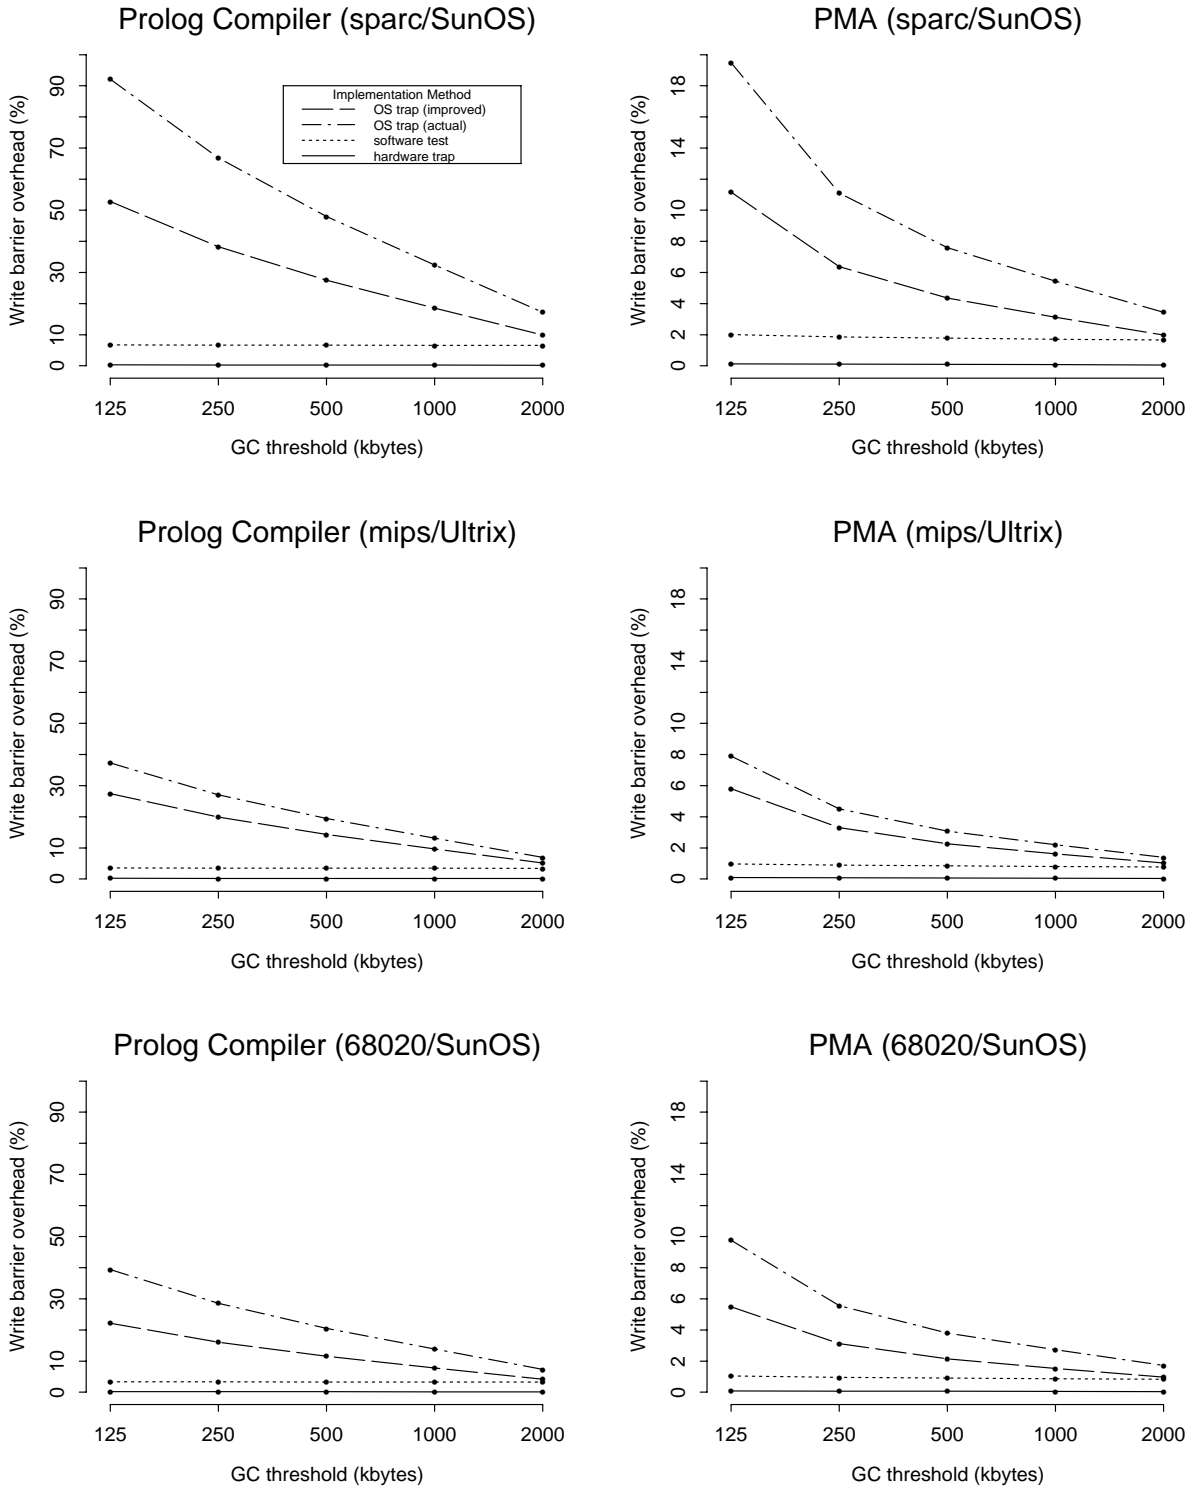 Prolog Compiler (sparc/SunOS)
Write barrier overhead (%)
90
70
50
30
10
0
Implementation Method
OS trap (improved)
OS trap (actual)
software test
hardware trap
125 250 500 1000 2000
GC threshold (kbytes)
PMA (sparc/SunOS)
Write barrier overhead (%)
18
14
10
8
6
4
2
0
125 250 500 1000 2000
GC threshold (kbytes)
Prolog Compiler (mips/Ultrix)
Write barrier overhead (%)
90
70
50
30
10
0
125 250 500 1000 2000
GC threshold (kbytes)
PMA (mips/Ultrix)
Write barrier overhead (%)
18
14
10
8
6
4
2
0
125 250 500 1000 2000
GC threshold (kbytes)
Prolog Compiler (68020/SunOS)
Write barrier overhead (%)
90
70
50
30
10
0
125 250 500 1000 2000
GC threshold (kbytes)
PMA (68020/SunOS)
Write barrier overhead (%)
18
14
10
8
6
4
2
0
125 250 500 1000 2000
GC threshold (kbytes)